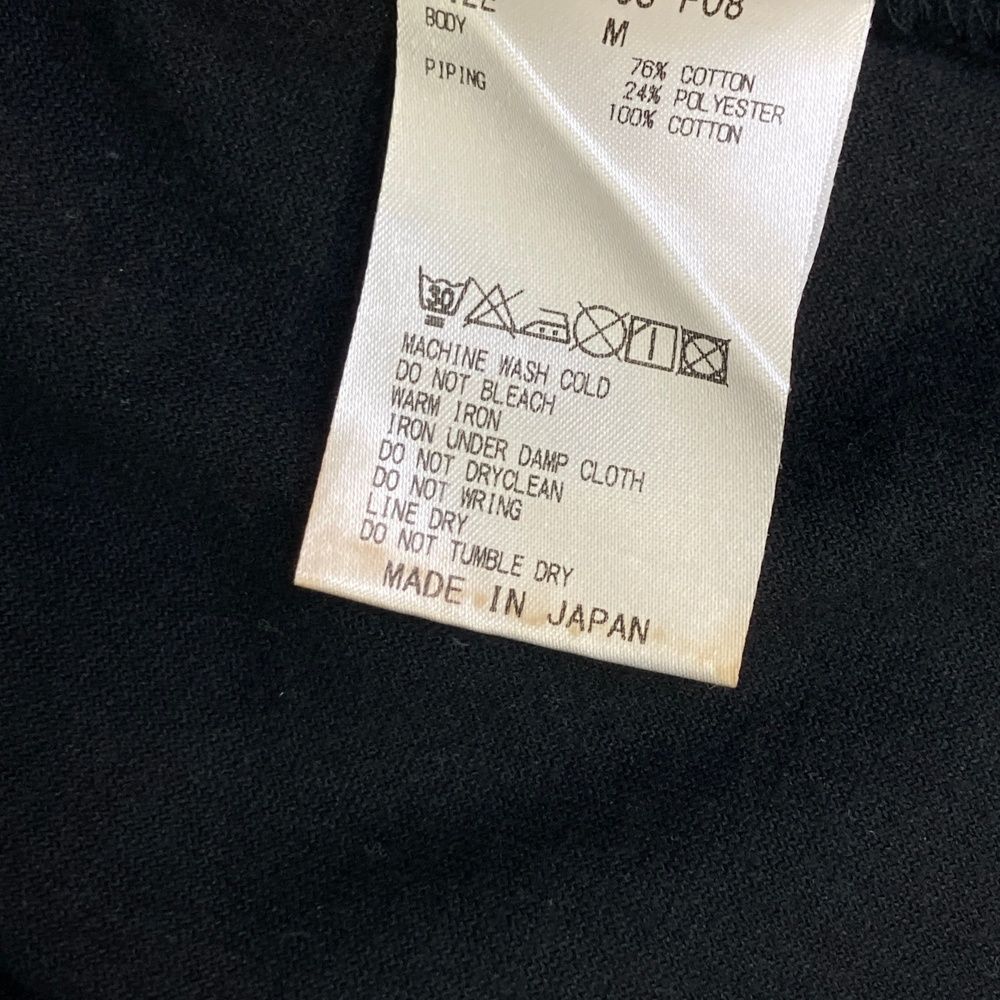 BODY M
76% COTTON
24% POLYESTER
PIPING 100% COTTON
30
MACHINE WASH COLD
DO NOT BLEACH
WARM IRON
IRON UNDER DAMP CLOTH
DO NOT DRYCLEAN
DO NOT WRING
LINE DRY
DO NOT TUMBLE DRY
MADE IN JAPAN